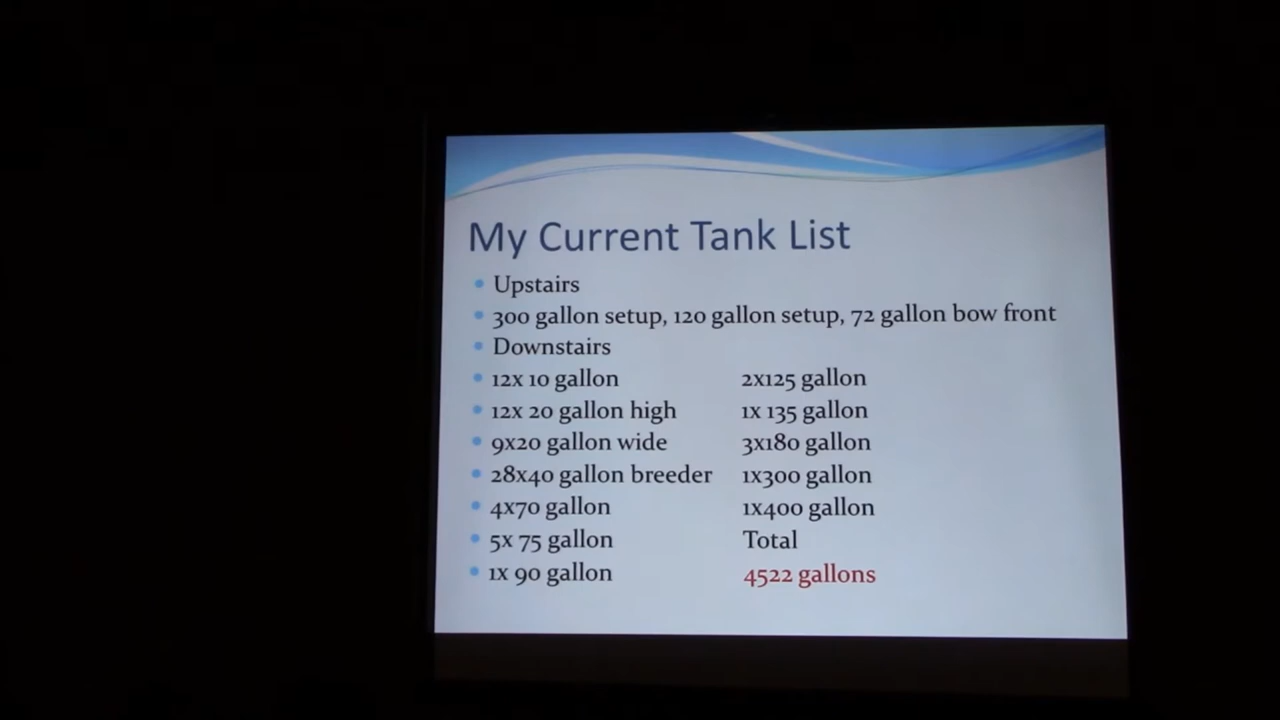 My Current Tank List
Upstairs
300 gallon setup, 120 gallon setup, 72 gallon bow front
Downstairs
12x 10 gallon
12x 20 gallon high
9x20 gallon wide
28x40 gallon breeder
4x70 gallon
5x 75 gallon
1x 90 gallon
2x125 gallon
1x 135 gallon
3x180 gallon
1x300 gallon
1x400 gallon
Total
4522 gallons